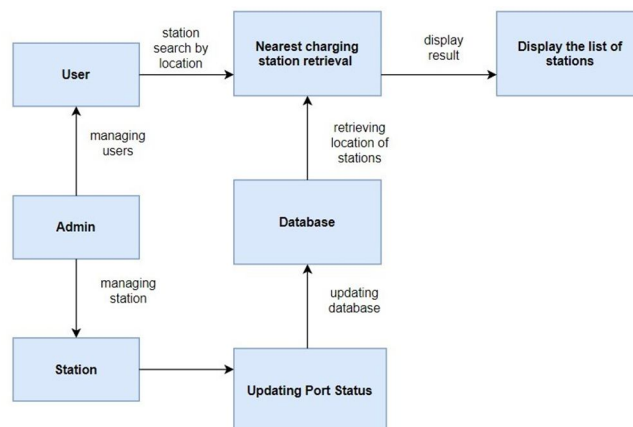 User
station
search by
location
Nearest charging
station retrieval
display
result
Display the list of
stations
managing
users
retrieving
location of
stations
Admin
Database
managing
station
updating
database
Station
Updating Port Status